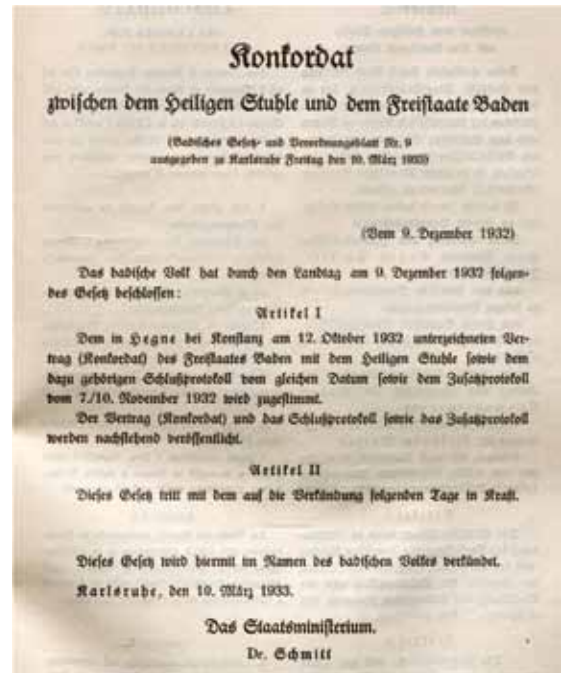 Konkordat
zwischen dem Heiligen Stuhle und dem Freistaate Baden
(Badisches Gesetz- und Verordnungsblatt Nr. 9
ausgegeben zu Karlsruhe Freitag den 10. März 1933)
(Vom 9. Dezember 1932)
Das badische Volk hat durch den Landtag am 9. Dezember 1932 folgen-
des Gesetz beschlossen:
Artikel I
Dem in Hegne bei Konstanz am 12. Oktober 1932 unterzeichneten Ver-
trag (Konkordat) des Freistaates Baden mit dem Heiligen Stuhle sowie dem
dazu gehörigen Schlußprotokoll vom gleichen Datum sowie dem Zusatzprotokoll
vom 7./10. November 1932 wird zugestimmt.
Der Vertrag (Konkordat) und das Schlußprotokoll sowie das Zusatzprotokoll
werden nachstehend veröffentlicht.
Artikel II
Dieses Gesetz tritt mit dem auf die Verkündung folgenden Tage in Kraft.
Dieses Gesetz wird hiermit im Namen des badischen Volkes verkündet.
Karlsruhe, den 10. März 1933.
Das Staatsministerium.
Dr. Schmitt